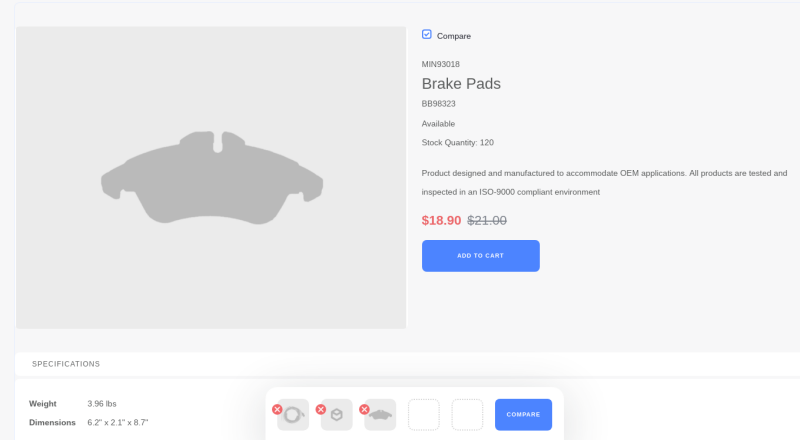 Compare
MIN93018
Brake Pads
BB98323
Available
Stock Quantity: 120
Product designed and manufactured to accommodate OEM applications. All products are tested and
inspected in an ISO-9000 compliant environment
$18.90 $21.00
ADD TO CART
SPECIFICATIONS
Weight 3.96 lbs
Dimensions 6.2" x 2.1" x 8.7"
COMPARE